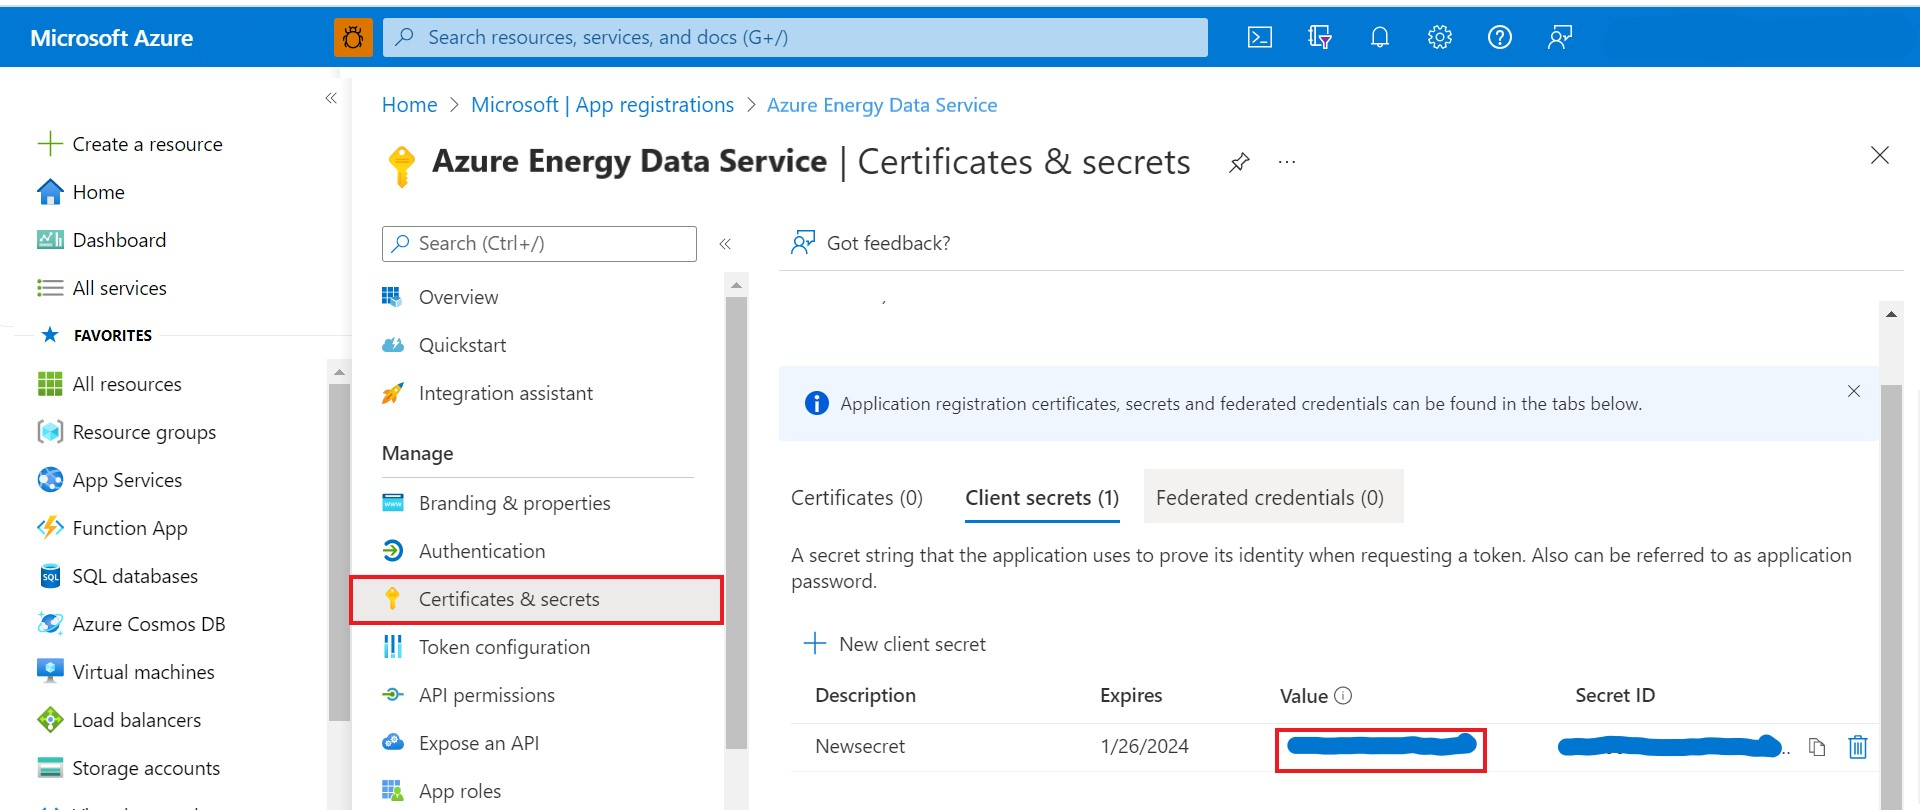 Microsoft Azure
Search resources, services, and docs (G+/)
Home > Microsoft | App registrations > Azure Energy Data Service
Azure Energy Data Service | Certificates & secrets
Create a resource
Home
Dashboard
All services
FAVORITES
All resources
Resource groups
App Services
Function App
SQL databases
Azure Cosmos DB
Virtual machines
Load balancers
Storage accounts
Search (Ctrl+/)
Overview
Quickstart
Integration assistant
Manage
Branding & properties
Authentication
Certificates & secrets
Token configuration
API permissions
Expose an API
App roles
Got feedback?
Application registration certificates, secrets and federated credentials can be found in the tabs below.
Certificates (0) Client secrets (1) Federated credentials (0)
A secret string that the application uses to prove its identity when requesting a token. Also can be referred to as application
password.
New client secret
Description Expires Value Secret ID
Newsecret 1/26/2024